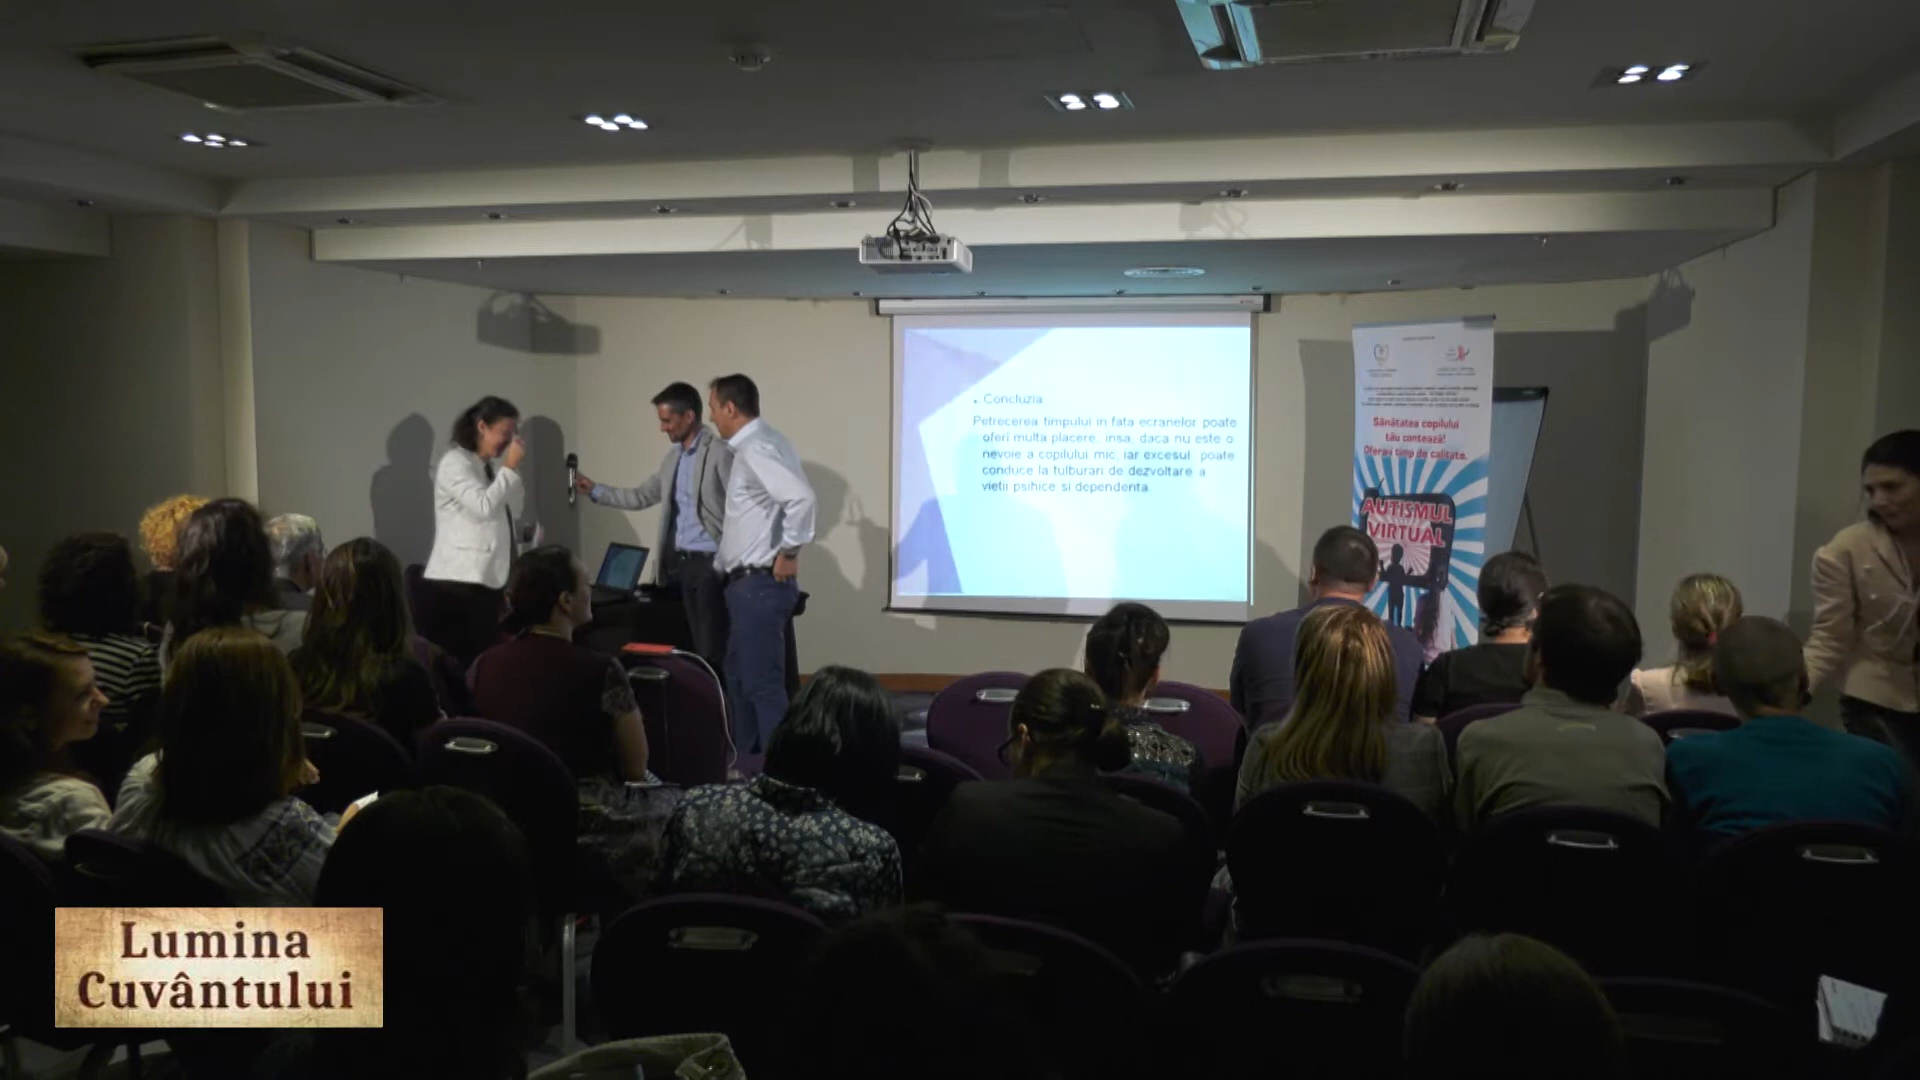 Concluzia
Petrecerea timpului in fata ecranelor poate
oferi multa placere, insa, daca nu este o
nevoie a copilului mic, iar excesul poate
conduce la tulburari de dezvoltare a
vietii psihice si dependenta
Sănătatea copilului
tău contează!
Oferă-i timp de calitate.
AUTISMUL
VIRTUAL
Lumina
Cuvântului